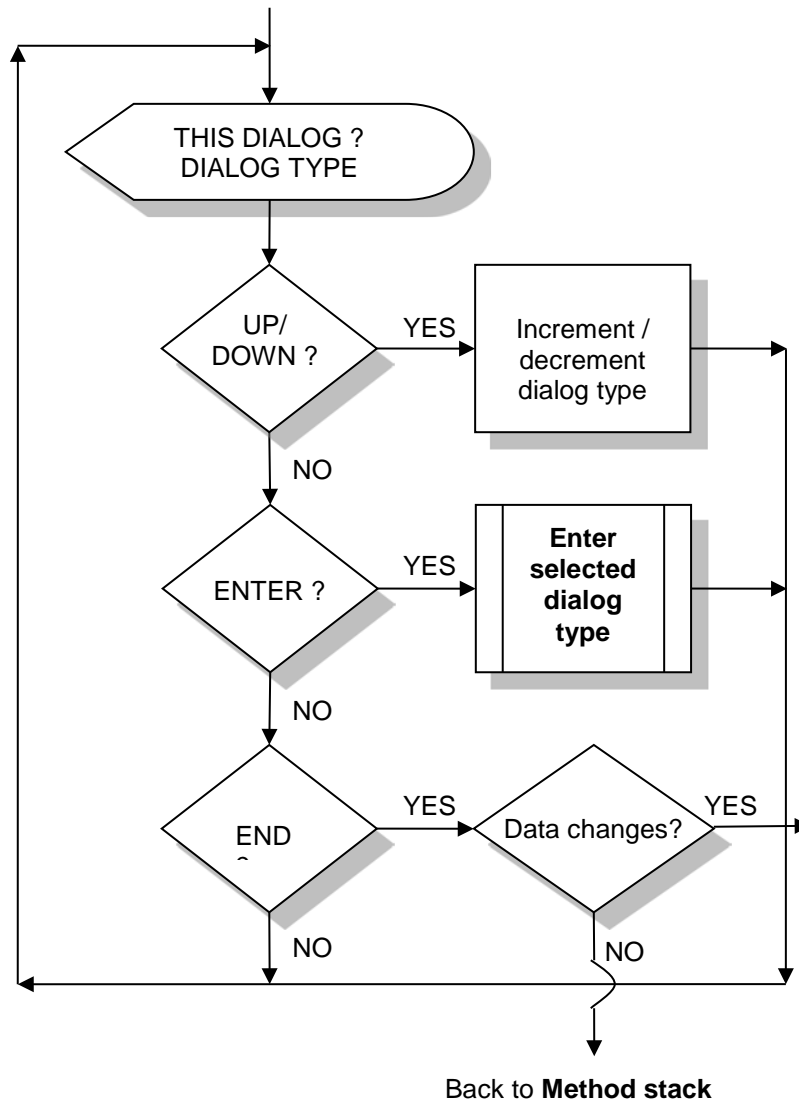 THIS DIALOG ?
DIALOG TYPE
UP/
DOWN ?
YES
Increment /
decrement
dialog type
NO
ENTER ?
YES
Enter
selected
dialog
type
NO
END
YES
Data changes?
YES
NO
NO
Back to Method stack